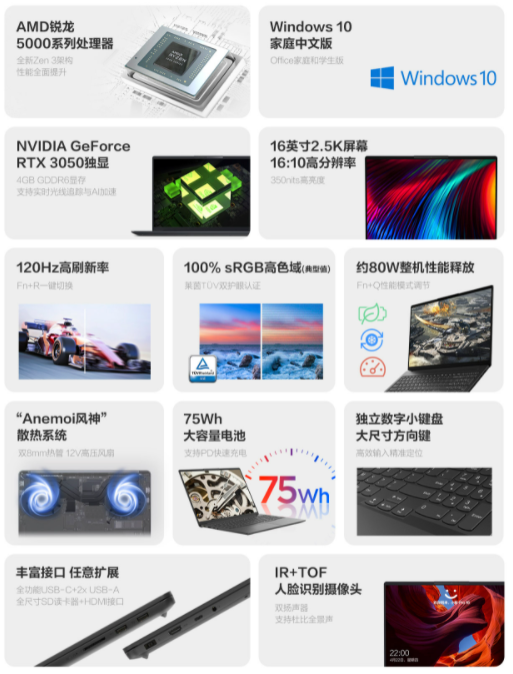 AMD锐龙
5000系列处理器
全新Zen 3架构
性能全面提升
AMD
RYZEN
Windows 10
家庭中文版
Office家庭和学生版
Windows10
NVIDIA GeForce
RTX 3050独显
4GB GDDR6显存
支持实时光线追踪与AI加速
16英寸2.5K屏幕
16:10高分辨率
350nits高亮度
120Hz高刷新率
Fn+R一键切换
100% sRGB高色域(典型值)
莱茵TÜV双护眼认证
TÜVRheinland
约80W整机性能释放
Fn+Q性能模式调节
“Anemoi风神”
散热系统
双8mm热管 12V高压风扇
75Wh
大容量电池
支持PD快速充电
75Wh
独立数字小键盘
大尺寸方向键
高效输入精准定位
丰富接口 任意扩展
全功能USB-C+2x USB-A
全尺寸SD读卡器+HDMI接口
IR+TOF
人脸识别摄像头
双扬声器
支持杜比全景声
22:00